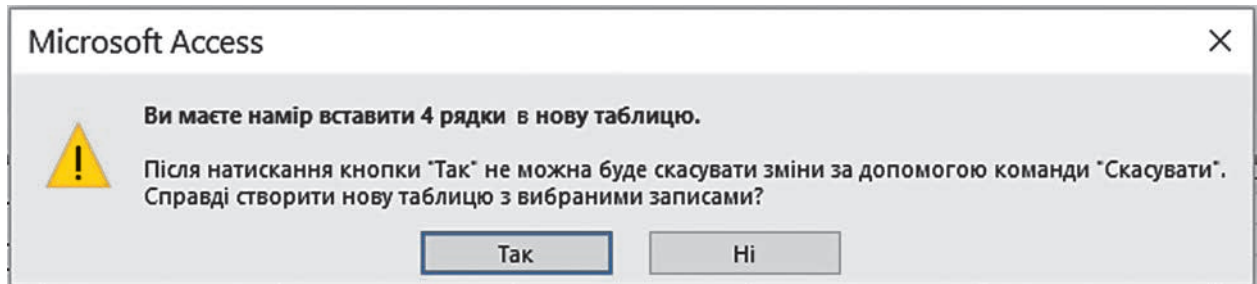 Microsoft Access
Ви маєте намір вставити 4 рядки в нову таблицю.
Після натискання кнопки "Так" не можна буде скасувати зміни за допомогою команди "Скасувати".
Справді створити нову таблицю з вибраними записами?
Так
Ні